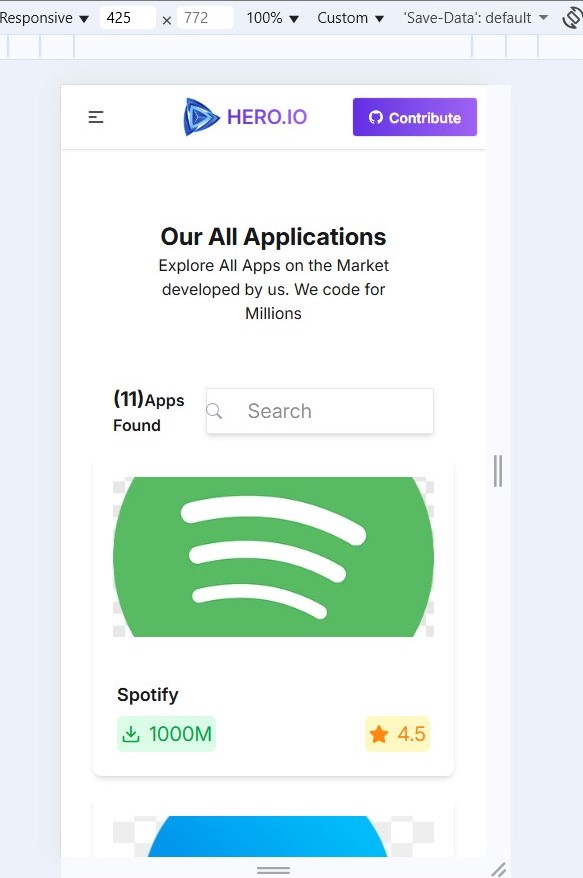 Responsive ▼ 425 × 772 100% ▼ Custom ▼ 'Save-Data': default ▼
HERO.IO
Contribute
Our All Applications
Explore All Apps on the Market
developed by us. We code for
Millions
(11)Apps
Found
Search
Spotify
1000M
4.5